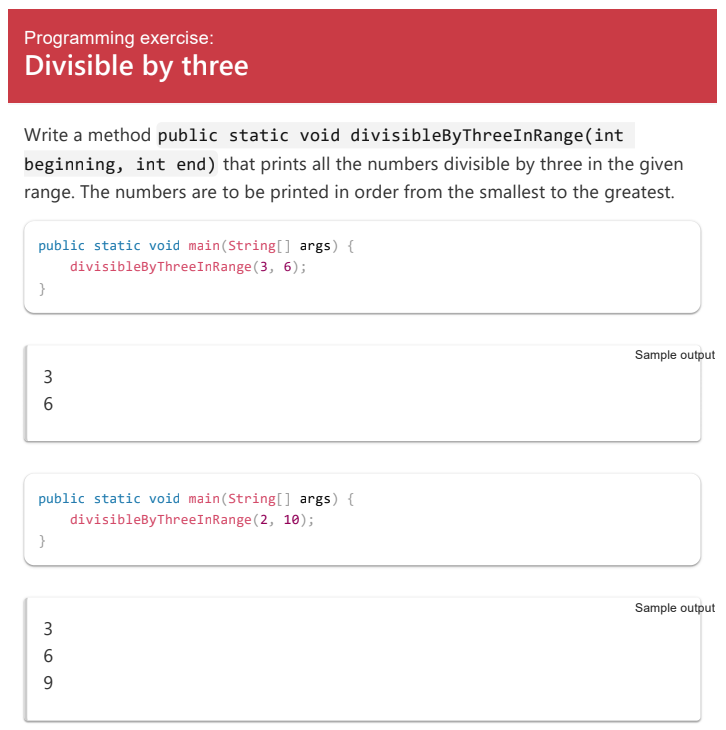 Programming exercise:
Divisible by three
Write a method public static void divisibleByThreeInRange(int
beginning, int end) that prints all the numbers divisible by three in the given
range. The numbers are to be printed in order from the smallest to the greatest.
public static void main(String[] args) {
    divisibleByThreeInRange(3, 6);
}
Sample output
3
6
public static void main(String[] args) {
    divisibleByThreeInRange(2, 10);
}
Sample output
3
6
9